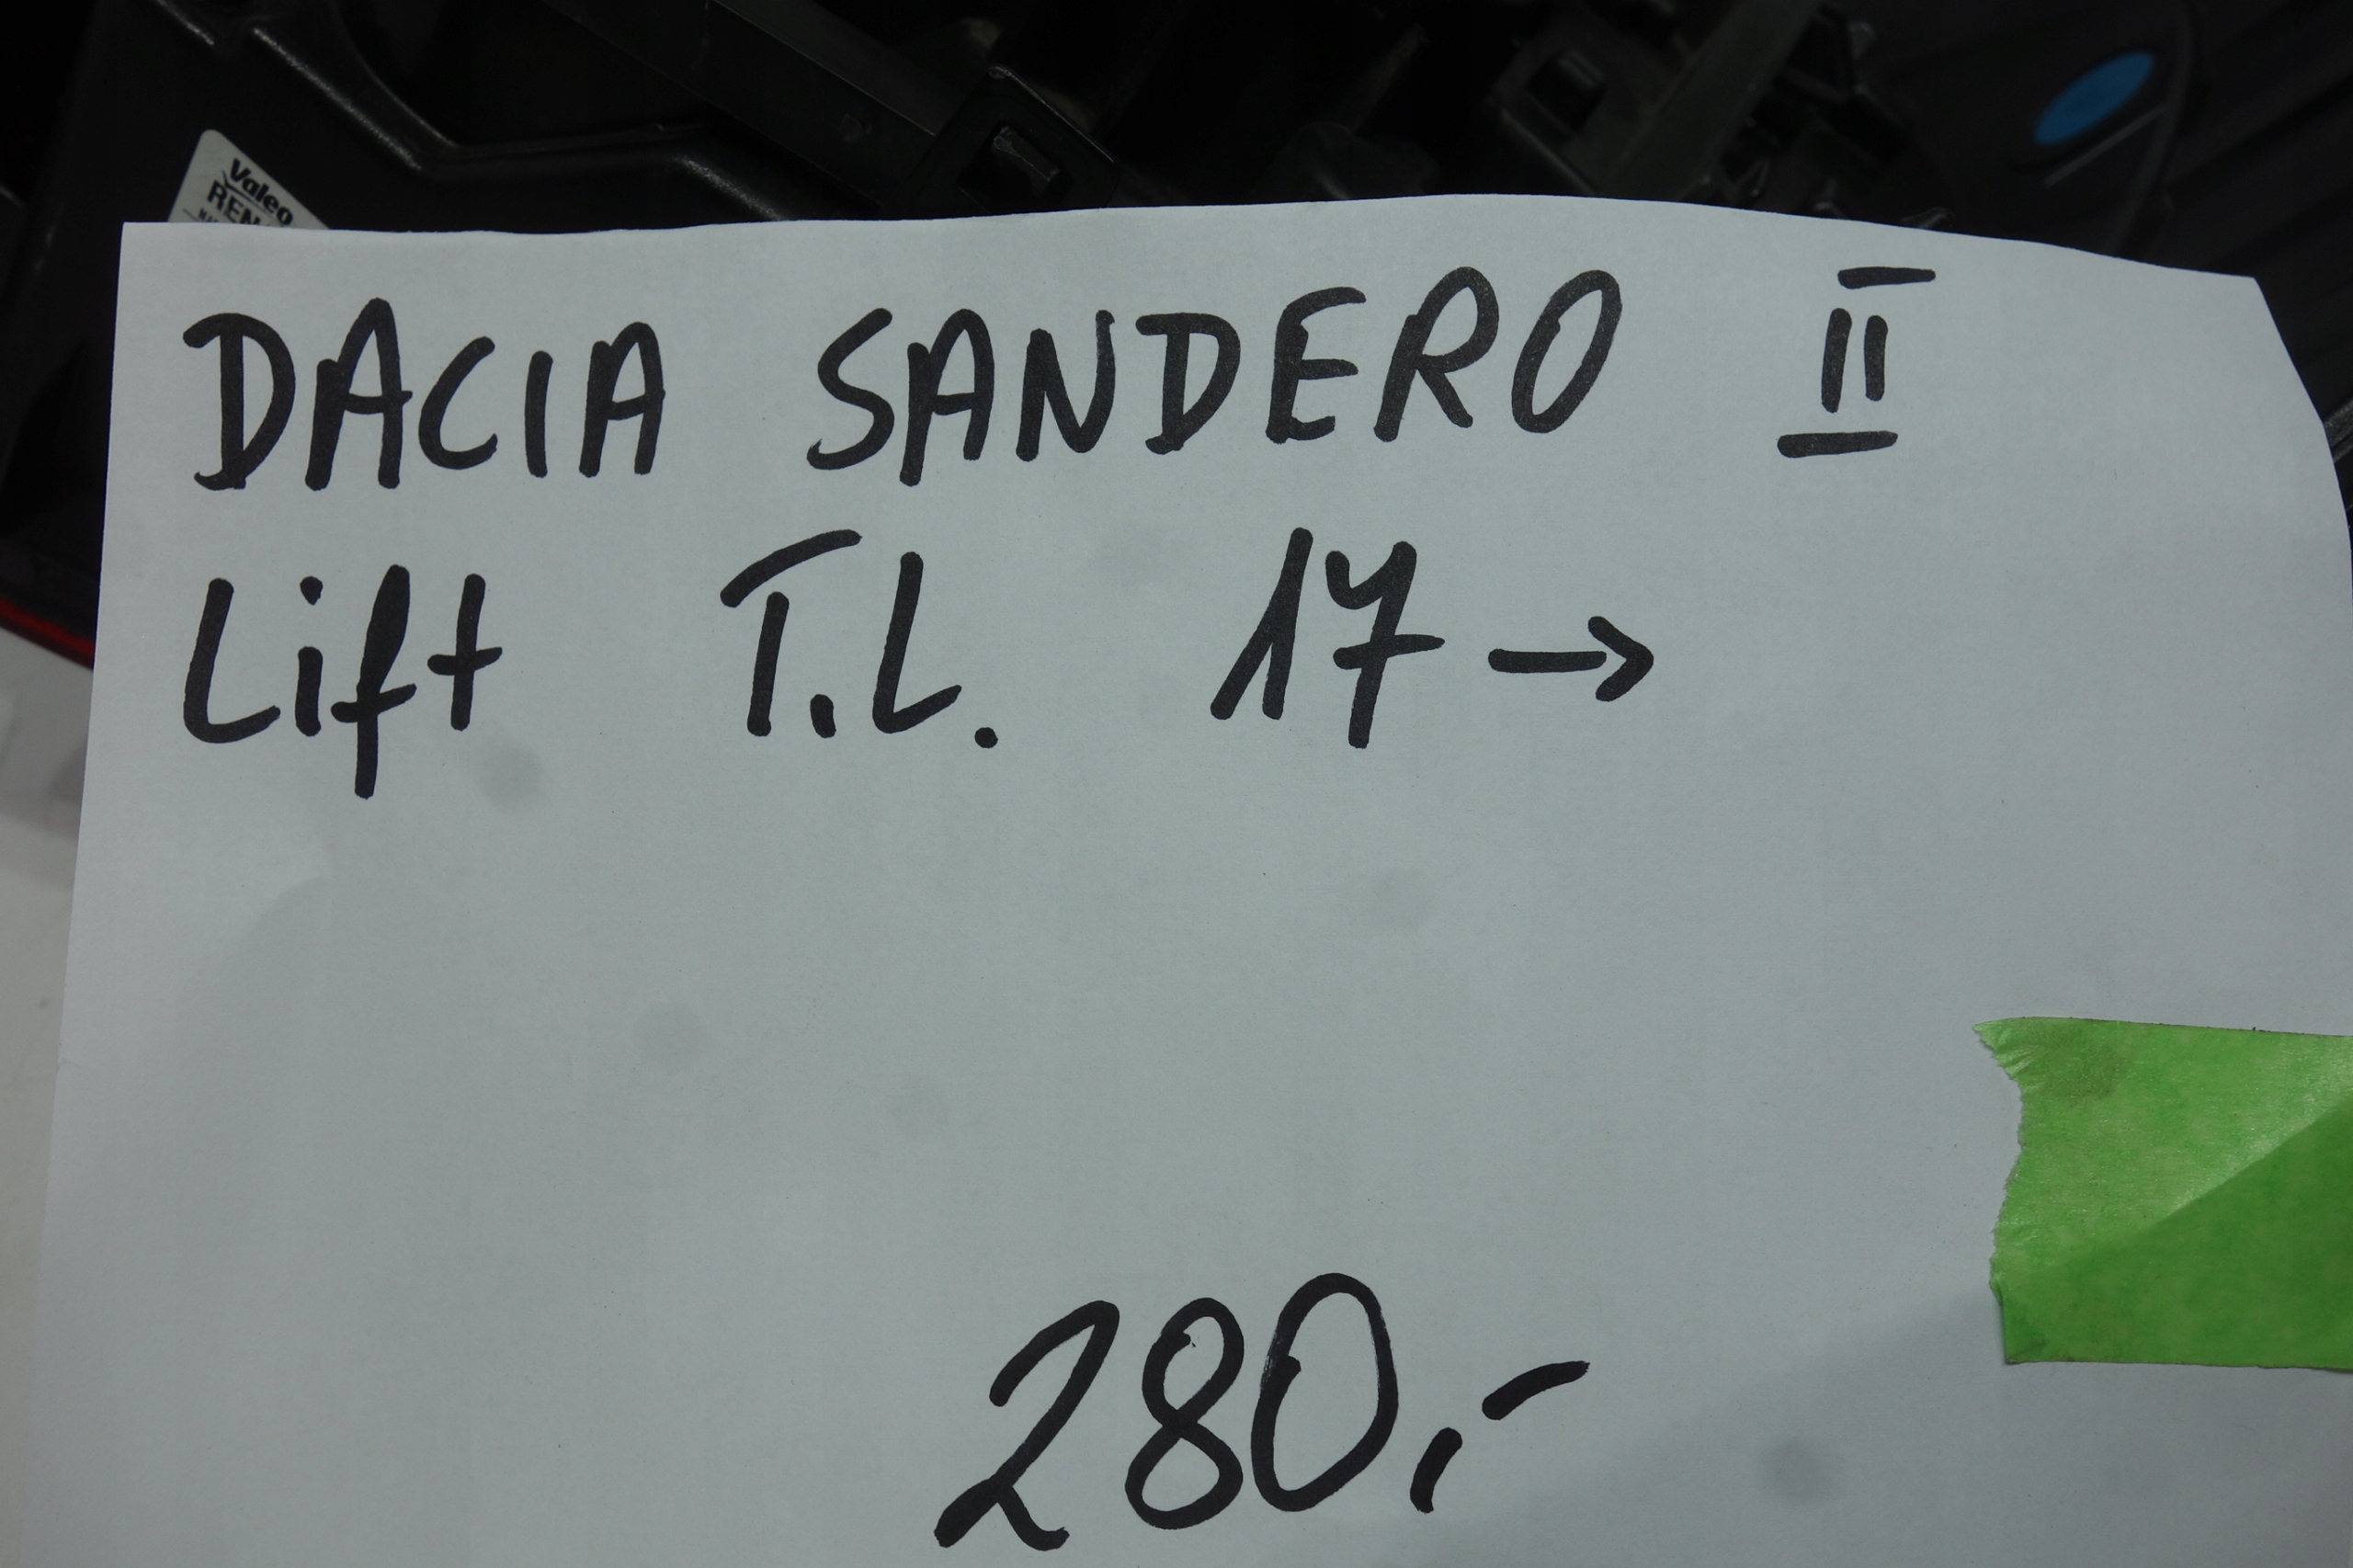 Valeo
DACIA SANDERO II
Lift T.L. 17→
280,-